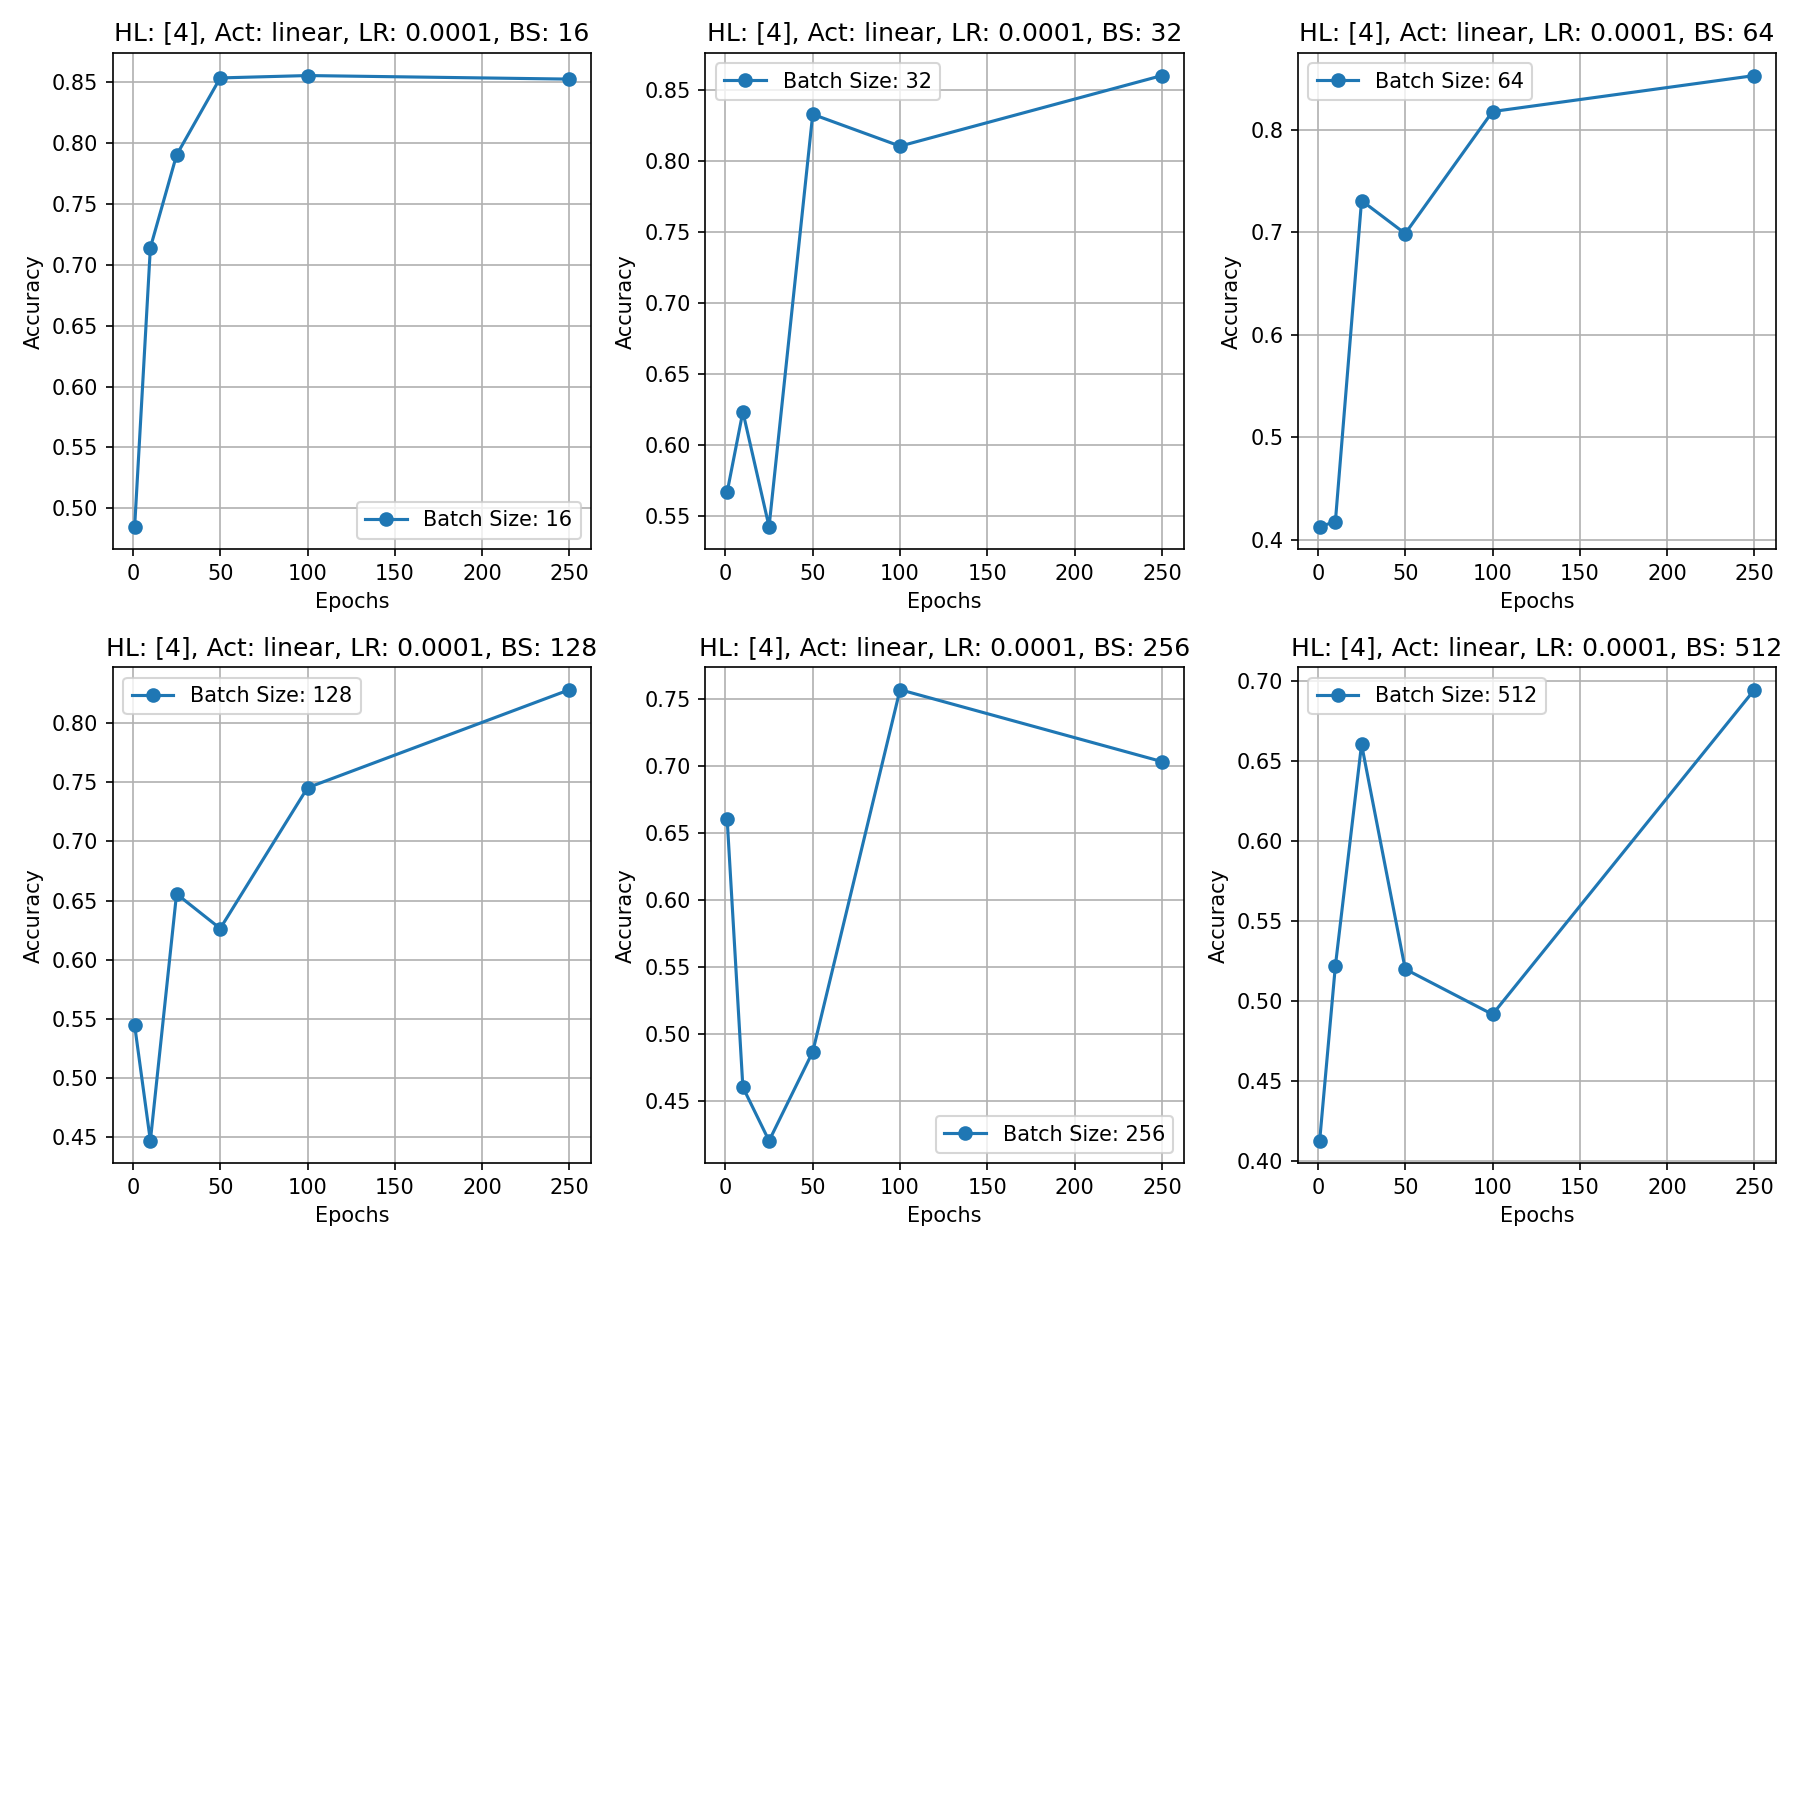 HL: [4], Act: linear, LR: 0.0001, BS: 16
0.85
0.80
0.75
0.70
0.65
0.60
0.55
0.50
Accuracy
Batch Size: 16
0 50 100 150 200 250
Epochs
HL: [4], Act: linear, LR: 0.0001, BS: 32
Batch Size: 32
0.85
0.80
0.75
0.70
0.65
0.60
0.55
Accuracy
0 50 100 150 200 250
Epochs
HL: [4], Act: linear, LR: 0.0001, BS: 64
Batch Size: 64
0.8
0.7
0.6
0.5
0.4
Accuracy
0 50 100 150 200 250
Epochs
HL: [4], Act: linear, LR: 0.0001, BS: 128
Batch Size: 128
0.80
0.75
0.70
0.65
0.60
0.55
0.50
0.45
Accuracy
0 50 100 150 200 250
Epochs
HL: [4], Act: linear, LR: 0.0001, BS: 256
0.75
0.70
0.65
0.60
0.55
0.50
0.45
Accuracy
Batch Size: 256
0 50 100 150 200 250
Epochs
HL: [4], Act: linear, LR: 0.0001, BS: 512
Batch Size: 512
0.70
0.65
0.60
0.55
0.50
0.45
0.40
Accuracy
0 50 100 150 200 250
Epochs